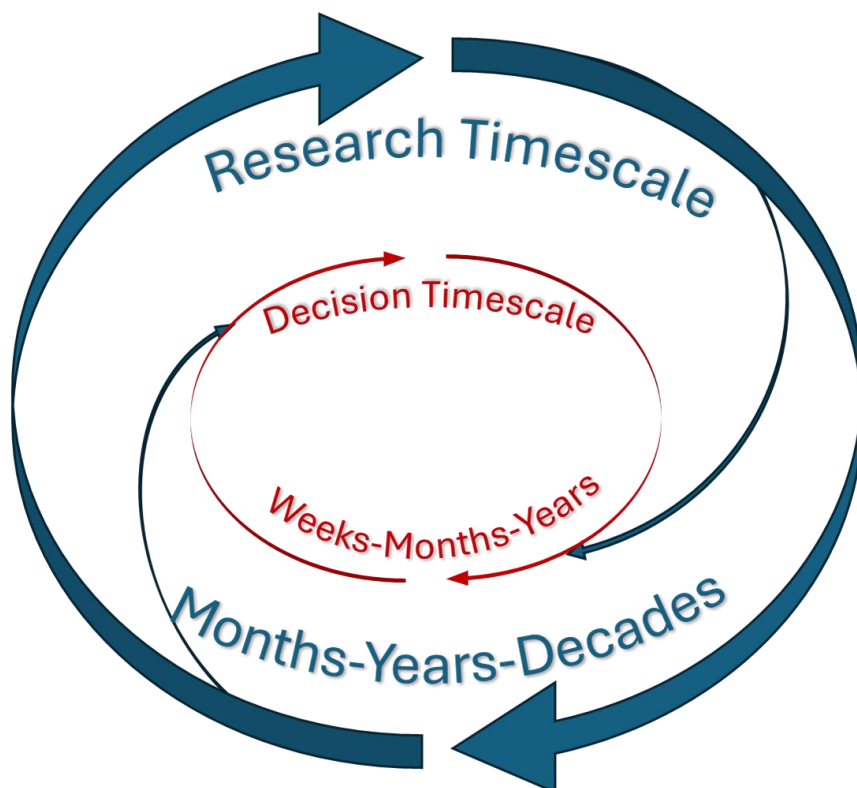 Research Timescale
Decision Timescale
Weeks-Months-Years
Months-Years-Decades